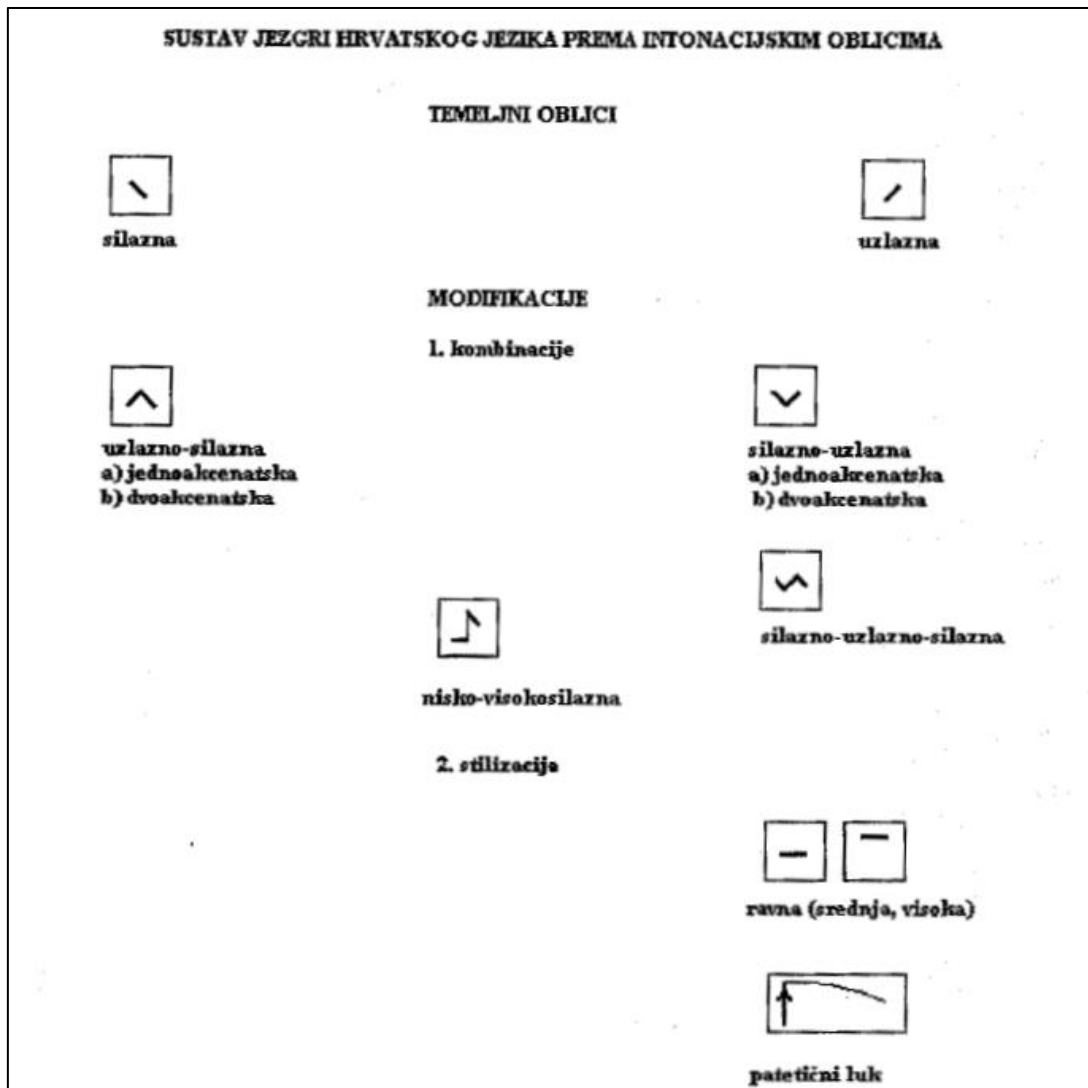 SUSTAV JEZGRI HRVATSKOG JEZIKA PREMA INTONACIJSKIM OBLICIMA
TEMELJNI OBLICI
silazna
uzlazna
MODIFIKACIJE
1. kombinacije
uzlazno-silazna
a) jednoakcenatska
b) dvoakcenatska
silazno-uzlazna
a) jednoakcenatska
b) dvoakcenatska
silazno-uzlazno-silazna
nisko-visokosilazna
2. stilizacije
ravna (srednja, visoka)
patetični luk